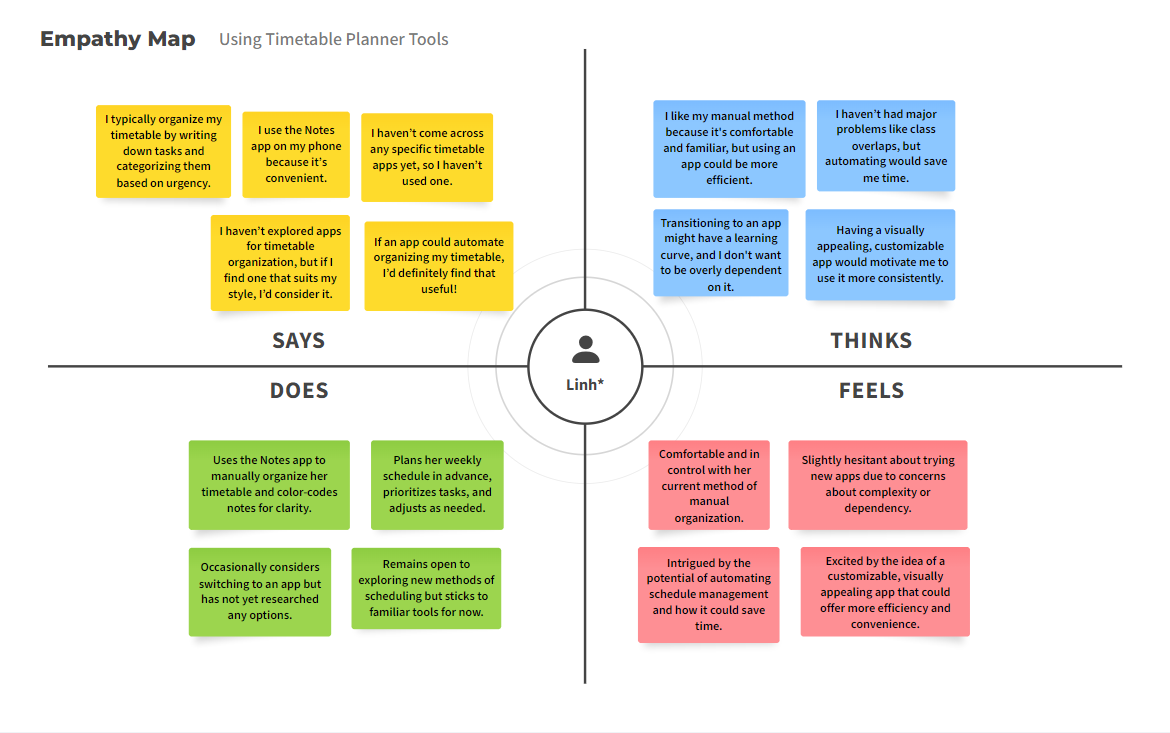 Empathy Map Using Timetable Planner Tools
I typically organize my
timetable by writing
down tasks and
categorizing them
based on urgency.
I use the Notes
app on my phone
because it's
convenient.
I haven't come across
any specific timetable
apps yet, so I haven't
used one.
I haven't explored apps
for timetable
organization, but if I
find one that suits my
style, I'd consider it.
If an app could automate
organizing my timetable,
I'd definitely find that
useful!
SAYS
I like my manual method
because it's comfortable
and familiar, but using an
app could be more
efficient.
I haven't had major
problems like class
overlaps, but
automating would save
me time.
Transitioning to an app
might have a learning
curve, and I don't want
to be overly dependent
on it.
Having a visually
appealing, customizable
app would motivate me to
use it more consistently.
THINKS
Linh*
DOES
Uses the Notes app to
manually organize her
timetable and color-codes
notes for clarity.
Plans her weekly
schedule in advance,
prioritizes tasks, and
adjusts as needed.
Occasionally considers
switching to an app but
has not yet researched
any options.
Remains open to
exploring new methods of
scheduling but sticks to
familiar tools for now.
FEELS
Comfortable and in
control with her
current method of
manual
organization.
Slightly hesitant about trying
new apps due to concerns
about complexity or
dependency.
Intrigued by the
potential of automating
schedule management
and how it could save
time.
Excited by the idea of a
customizable, visually
appealing app that could
offer more efficiency and
convenience.